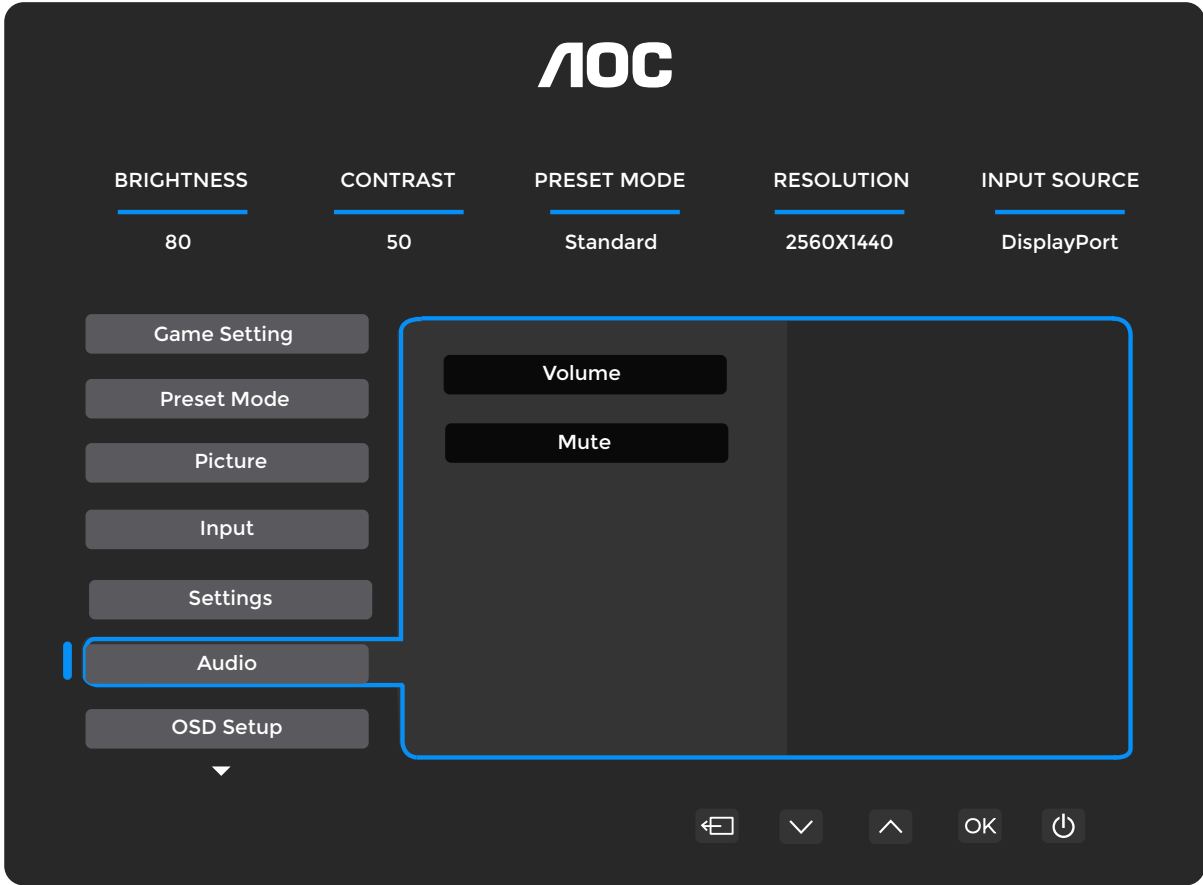 AOC
BRIGHTNESS CONTRAST PRESET MODE RESOLUTION INPUT SOURCE
80 50 Standard 2560X1440 DisplayPort
Game Setting
Preset Mode
Picture
Input
Settings
Audio
OSD Setup
Volume
Mute
OK